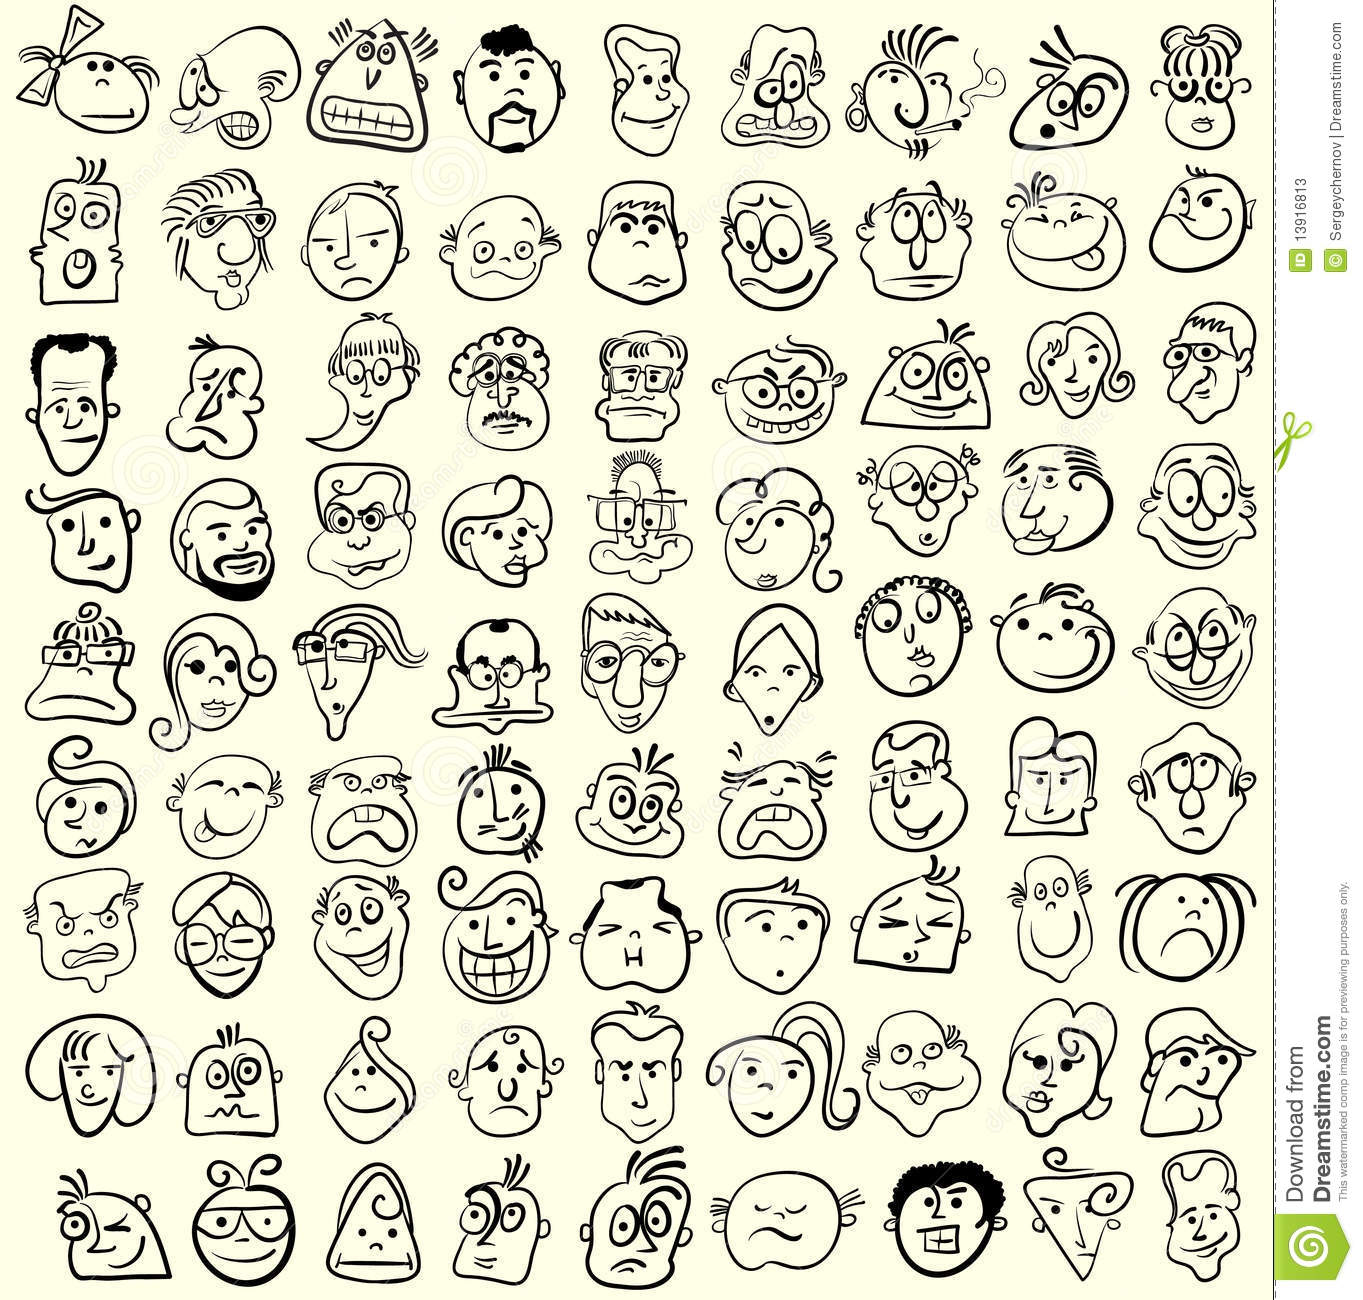 ID 13916813
© Sergeychernov | Dreamstime.com
Download from
Dreamstime.com
This watermarked comp image is for previewing purposes only.